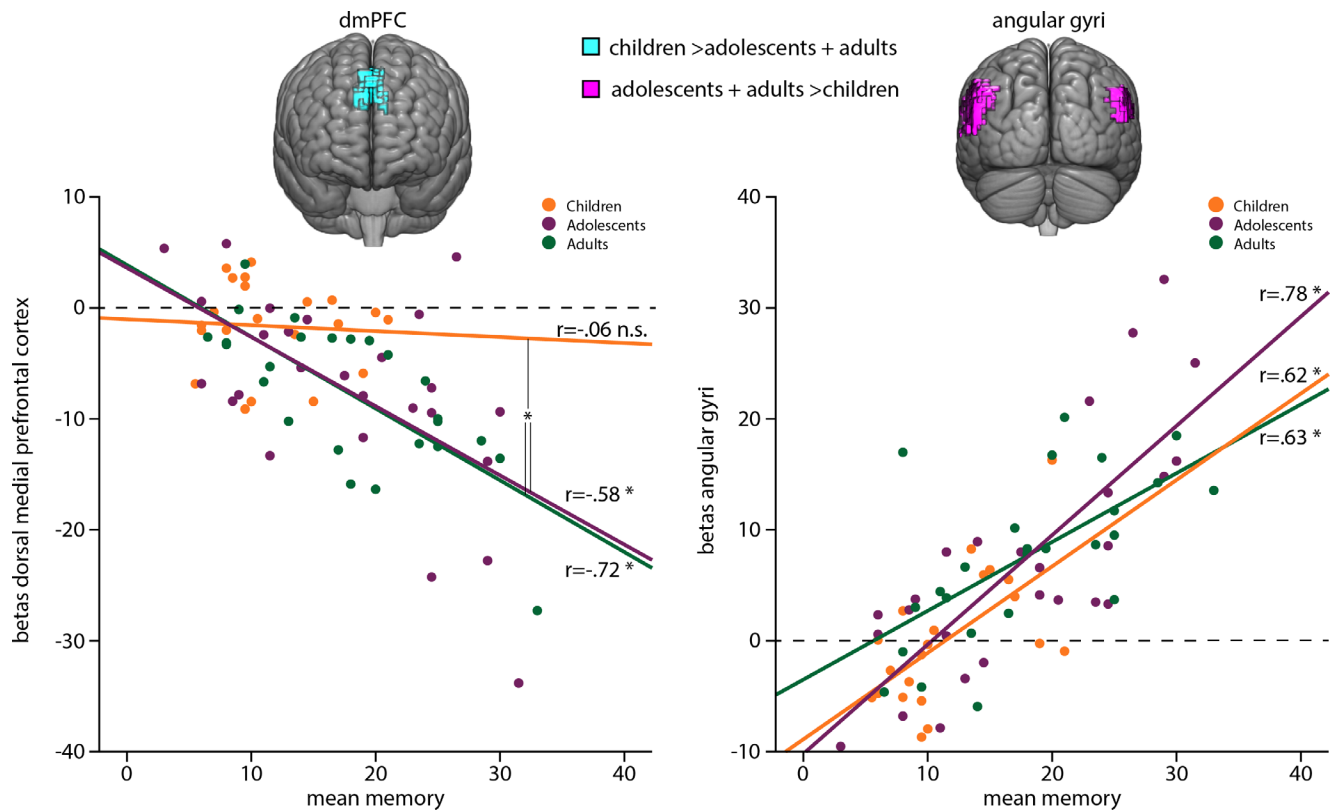 dmPFC
angular gyri
children >adolescents + adults
adolescents + adults >children
10
0
-10
-20
-30
-40
betas dorsal medial prefrontal cortex
Children
Adolescents
Adults
r=-.06 n.s.
*
r=-.58 *
r=-.72 *
0
10
20
30
40
mean memory
40
30
20
10
0
-10
betas angular gyri
Children
Adolescents
Adults
r=.78 *
r=.62 *
r=.63 *
0
10
20
30
40
mean memory